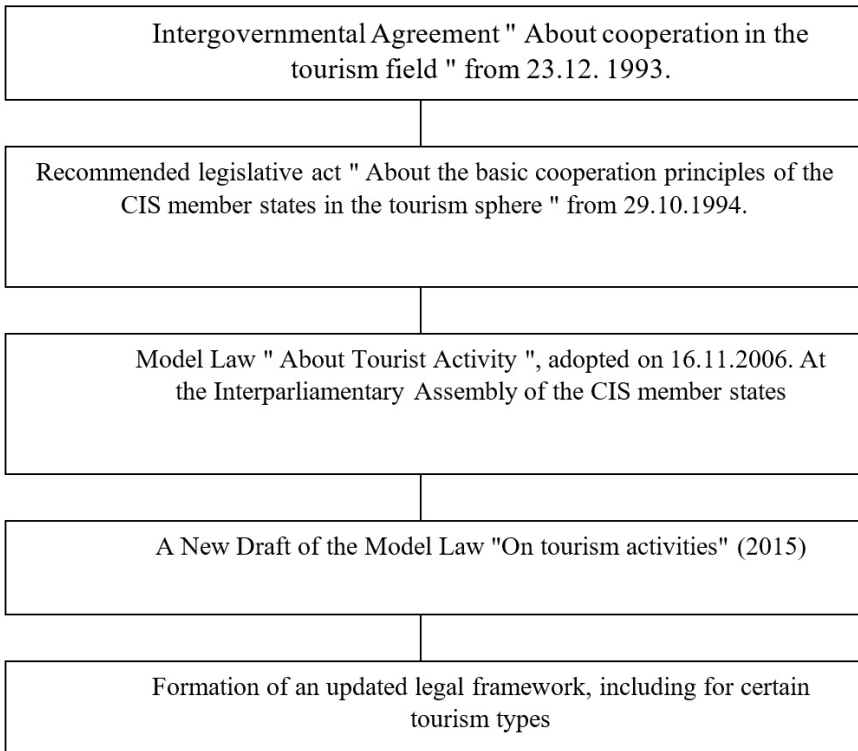 Intergovernmental Agreement " About cooperation in the
tourism field " from 23.12. 1993.
Recommended legislative act " About the basic cooperation principles of the
CIS member states in the tourism sphere " from 29.10.1994.
Model Law " About Tourist Activity ", adopted on 16.11.2006. At
the Interparliamentary Assembly of the CIS member states
A New Draft of the Model Law "On tourism activities" (2015)
Formation of an updated legal framework, including for certain
tourism types